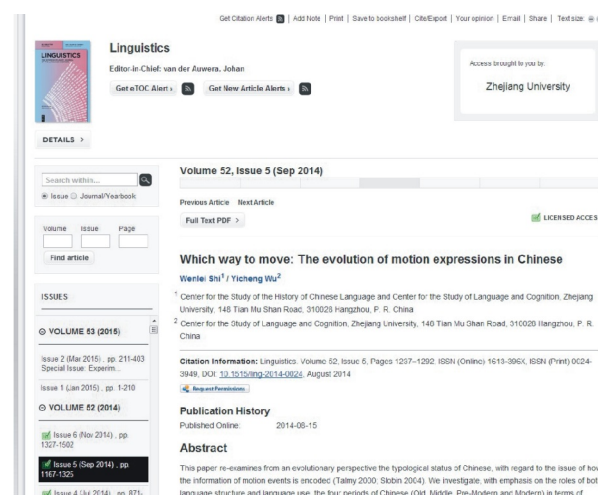 Get Citation Alerts | Add Note | Print | Save to bookshelf | Cite/Export | Your opinion | Email | Share | Text size:
LINGUISTICS
Linguistics
Editor-in-Chief: van der Auwera, Johan
Get eTOC Alert ›
Get New Article Alerts ›
Access brought to you by:
Zhejiang University
DETAILS >
Search within...
Issue
Journal/Yearbook
Volume Issue Page
Find article
ISSUES
VOLUME 53 (2015)
Issue 2 (Mar 2015) , pp. 211-403
Special Issue: Experim...
Issue 1 (Jan 2015) , pp. 1-210
VOLUME 52 (2014)
Issue 6 (Nov 2014) , pp.
1327-1502
Issue 5 (Sep 2014) , pp.
1167-1325
Issue 4 (Jul 2014) , pp. 871-
Volume 52, Issue 5 (Sep 2014)
Previous Article Next Article
Full Text PDF >
LICENSED ACCES
Which way to move: The evolution of motion expressions in Chinese
Wenlei Shi1 / Yicheng Wu2
1 Center for the Study of the History of Chinese Language and Center for the Study of Language and Cognition, Zhejiang
University, 148 Tian Mu Shan Road, 310028 Hangzhou, P. R. China
2 Center for the Study of Language and Cognition, Zhejiang University, 148 Tian Mu Shan Road, 310028 Hangzhou, P. R.
China
Citation Information: Linguistics. Volume 52, Issue 5, Pages 1237–1292, ISSN (Online) 1613-396X, ISSN (Print) 0024-
3949, DOI: 10.1515/ling-2014-0024, August 2014
Request Permissions
Publication History
Published Online: 2014-08-15
Abstract
This paper re-examines from an evolutionary perspective the typological status of Chinese, with regard to the issue of how
the information of motion events is encoded (Talmy 2000; Slobin 2004). We investigate, with emphasis on the roles of bot
language structure and language use, the four periods of Chinese (Old, Middle, Pre-Modern and Modern) in terms of